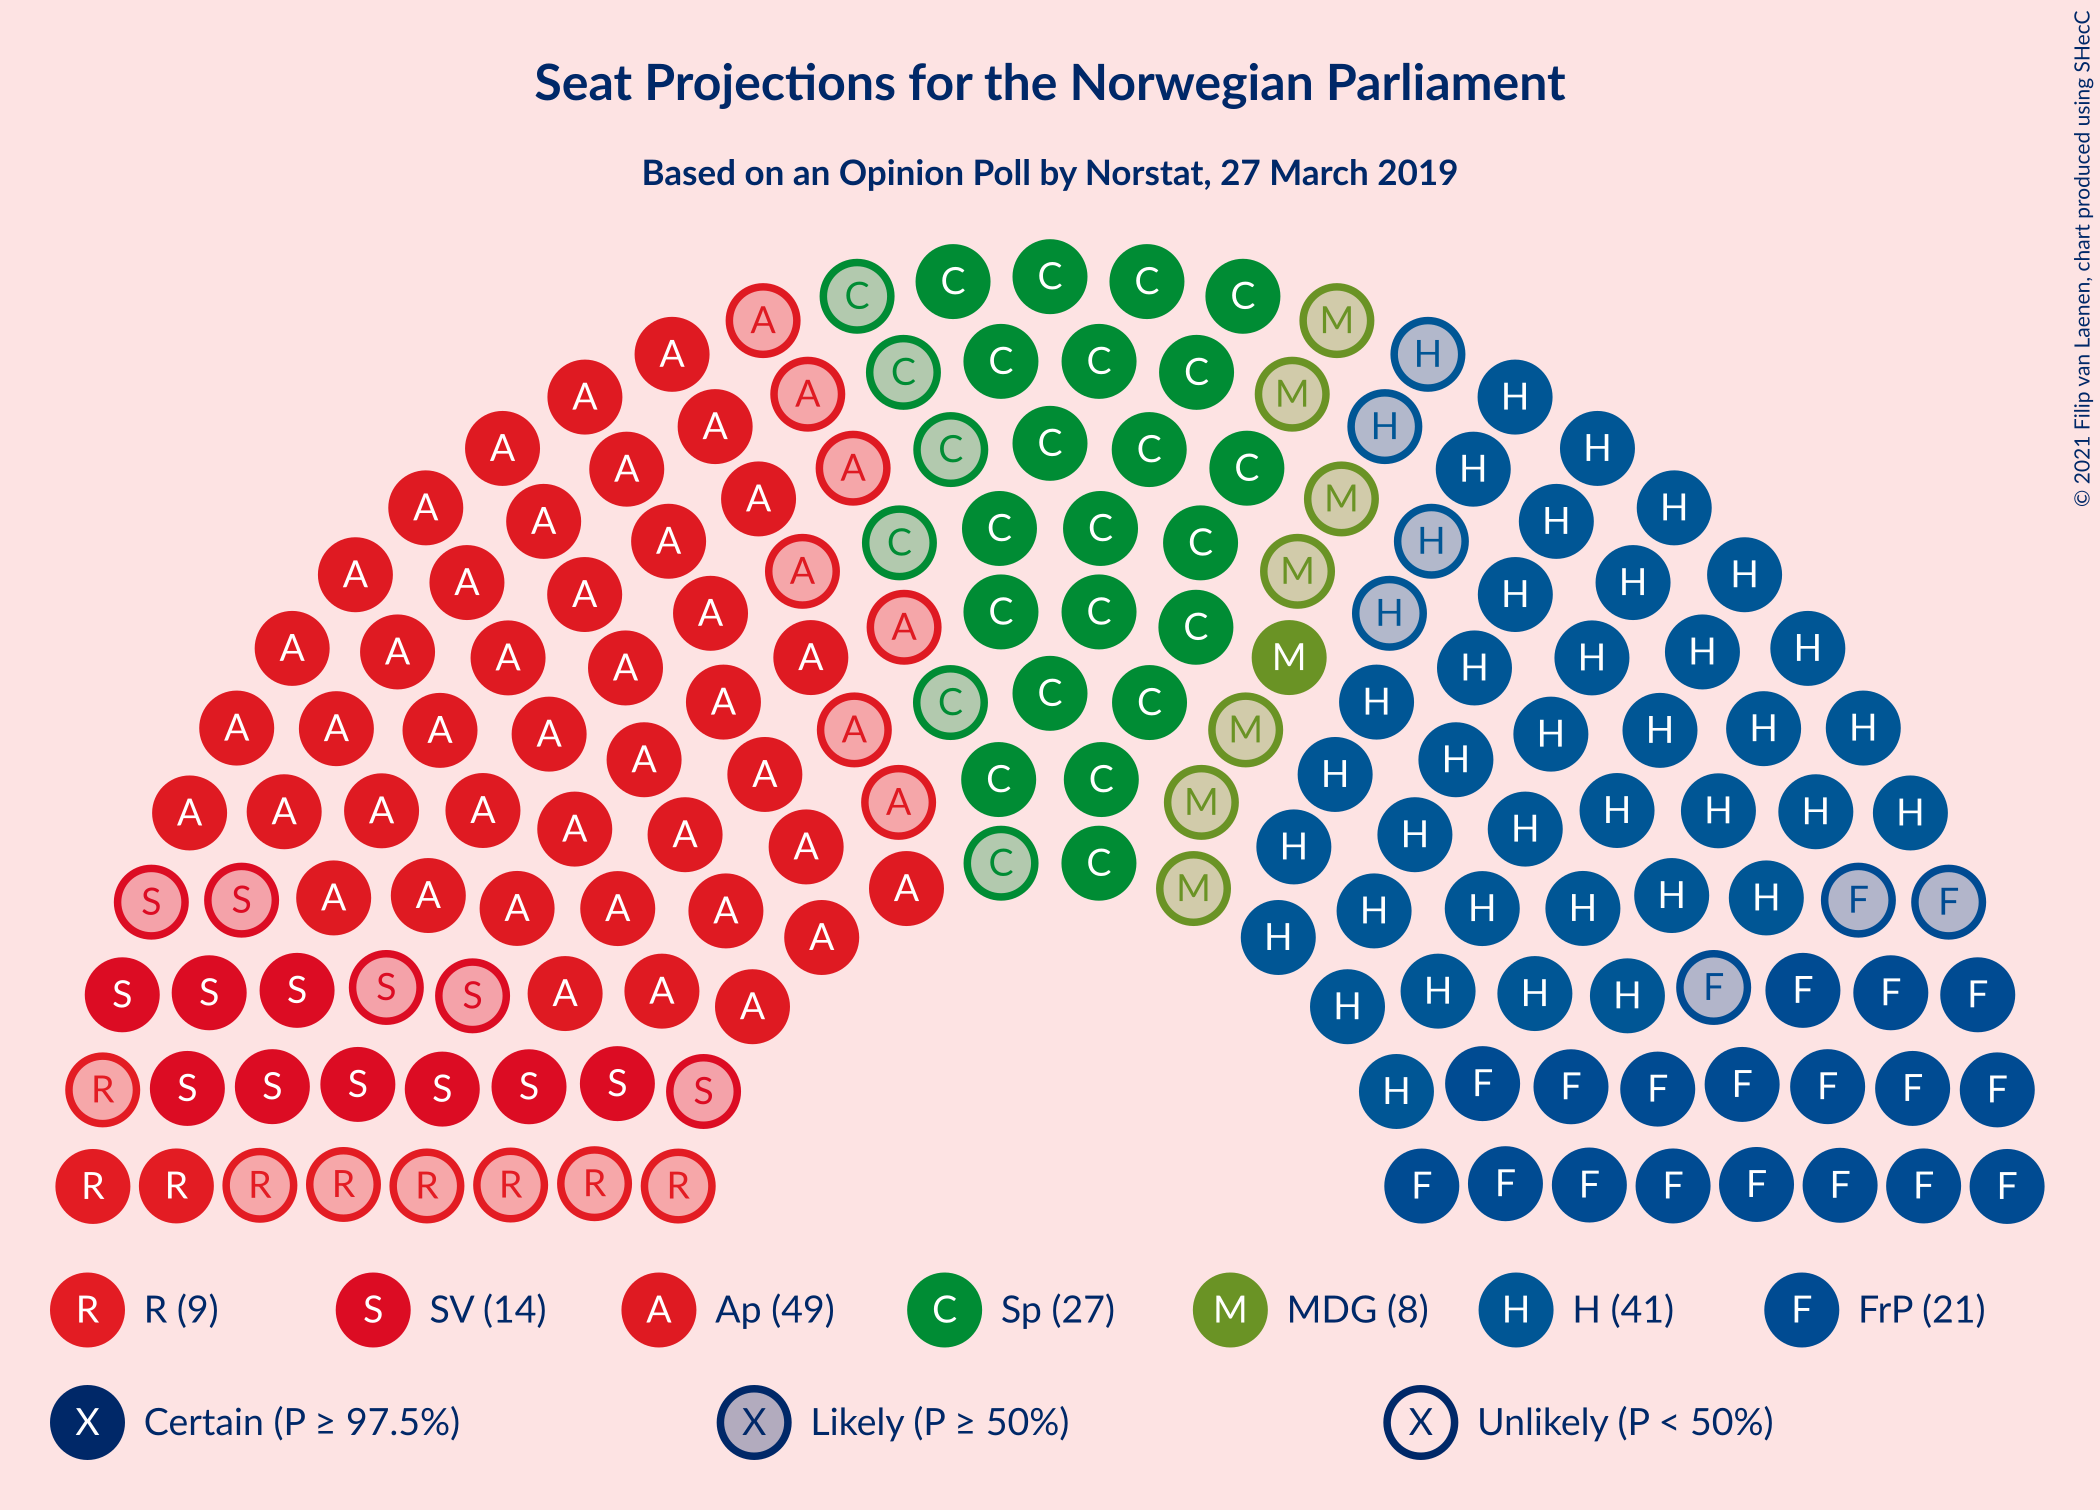 © 2021 Filip van Laenen, chart produced using SHecC
Seat Projections for the Norwegian Parliament
Based on an Opinion Poll by Norstat, 27 March 2019
C C C C C
A M
A C C C C H
A A M H
A A C C C H H
A A C H
A A M H
A A C C C C H H
A A A A M H H H
A A C C C H
A A A A A M H H H H
A C C C H
A A A A A A M H H H H H
A A A A A A C C M H H H H H
A A A C C H H H
S S A A A A A A M H H H H H F F
A H
S S S S S A A A H H H H F F F F
R S S S S S S S H F F F F F F F
R R R R R R R R F F F F F F F F
R R (9) S SV (14) A Ap (49) C Sp (27) M MDG (8) H H (41) F FrP (21)
X Certain (P ≥ 97.5%) X Likely (P ≥ 50%) X Unlikely (P < 50%)